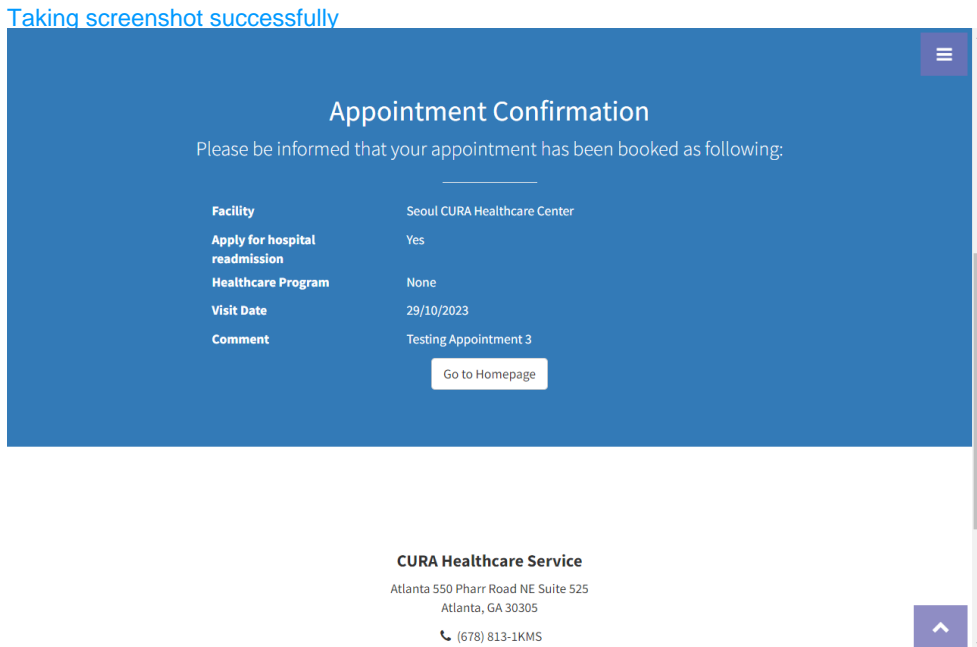 Taking screenshot successfully
Appointment Confirmation
Please be informed that your appointment has been booked as following:
Facility Seoul CURA Healthcare Center
Apply for hospital Yes
readmission
Healthcare Program None
Visit Date 29/10/2023
Comment Testing Appointment 3
Go to Homepage
CURA Healthcare Service
Atlanta 550 Pharr Road NE Suite 525
Atlanta, GA 30305
(678) 813-1KMS